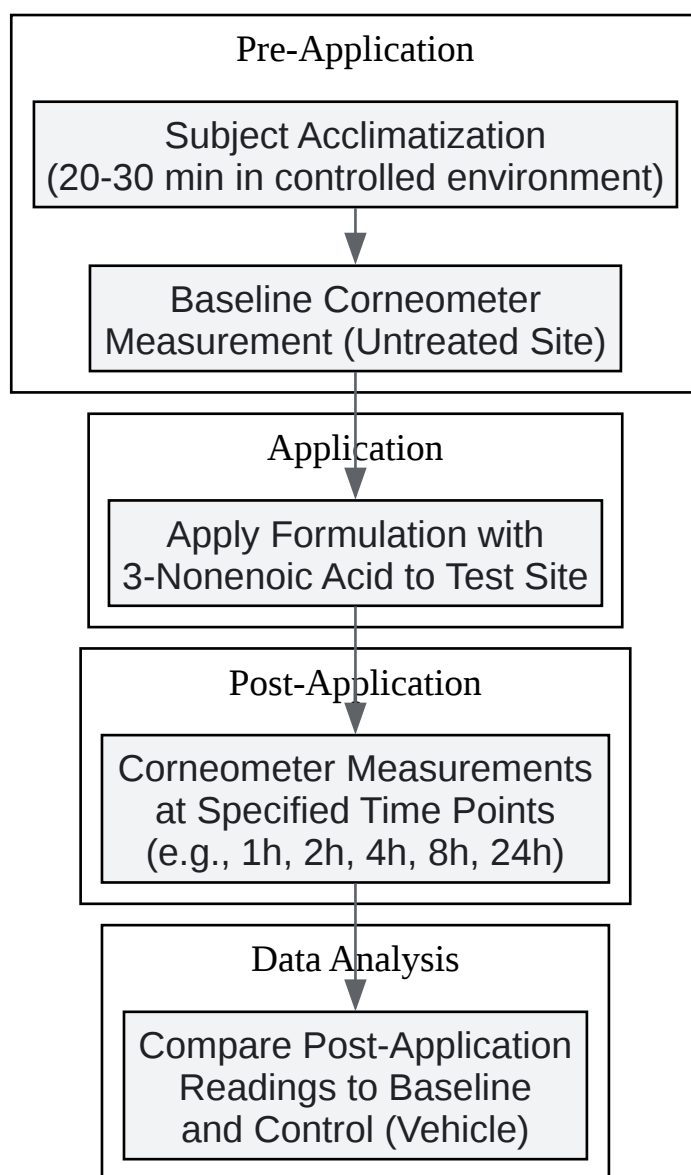 Pre-Application
Subject Acclimatization
(20-30 min in controlled environment)
Baseline Corneometer
Measurement (Untreated Site)
Application
Apply Formulation with
3-Nonenoic Acid to Test Site
Post-Application
Corneometer Measurements
at Specified Time Points
(e.g., 1h, 2h, 4h, 8h, 24h)
Data Analysis
Compare Post-Application
Readings to Baseline
and Control (Vehicle)